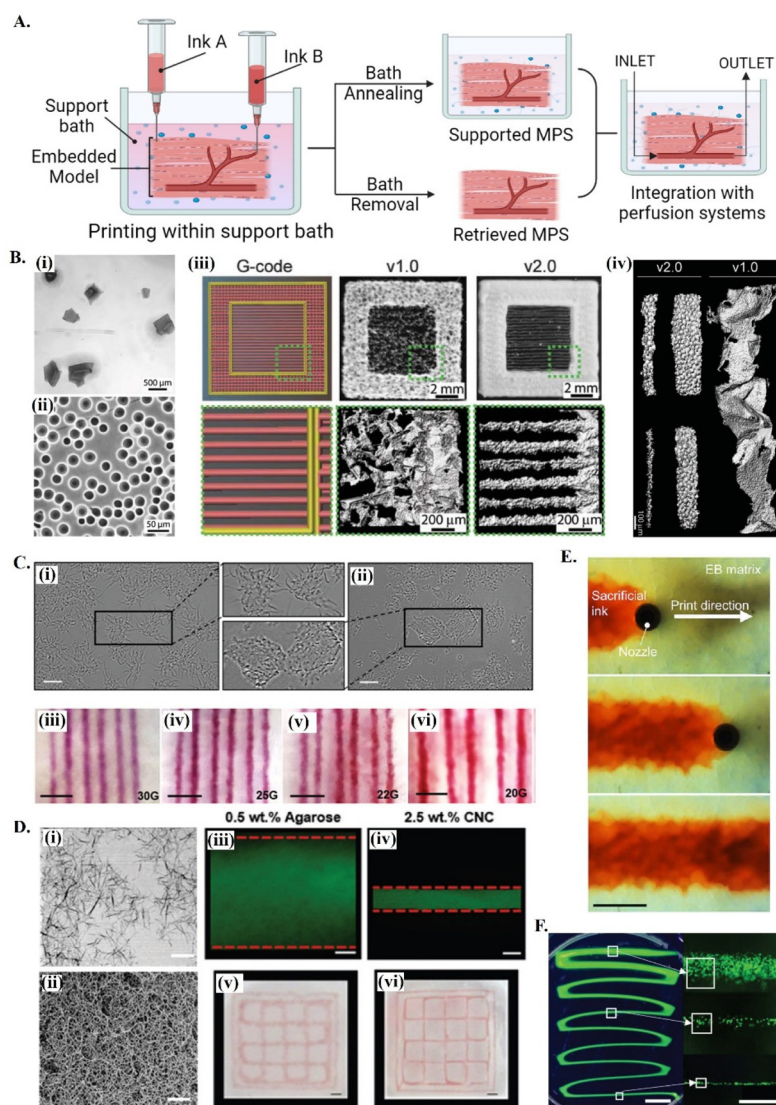 A.
Ink A
Ink B
Support
bath
Embedded
Model
Printing within support bath
Bath
Annealing
Supported MPS
Bath
Removal
Retrieved MPS
INLET
OUTLET
Integration with
perfusion systems
B.
(i)
500 µm
(ii)
50 µm
(iii)
G-code
v1.0
v2.0
2 mm
2 mm
200 µm
200 µm
(iv)
v2.0
v1.0
100 µm
C.
(i)
(ii)
(iii)
30G
(iv)
25G
(v)
22G
(vi)
20G
D.
(i)
(ii)
0.5 wt.% Agarose
2.5 wt.% CNC
(iii)
(iv)
(v)
(vi)
E.
EB matrix
Sacrificial
ink
Print direction
Nozzle
F.